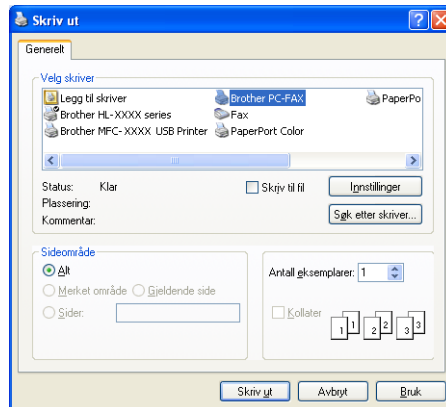 Skriv ut
Generelt
Velg skriver
Legg til skriver
Brother PC-FAX
PaperPo
Brother HL-XXXX series
Fax
Brother MFC-XXXX USB Printer
PaperPort Color
Status: Klar
Skriv til fil
Innstillinger
Plassering:
Kommentar:
Søk etter skriver...
Sideområde
Alt
Antall eksemplarer: 1
Merket område
Gjeldende side
Sider:
Kollater
1 1 2 2 3 3
Skriv ut
Avbryt
Bruk